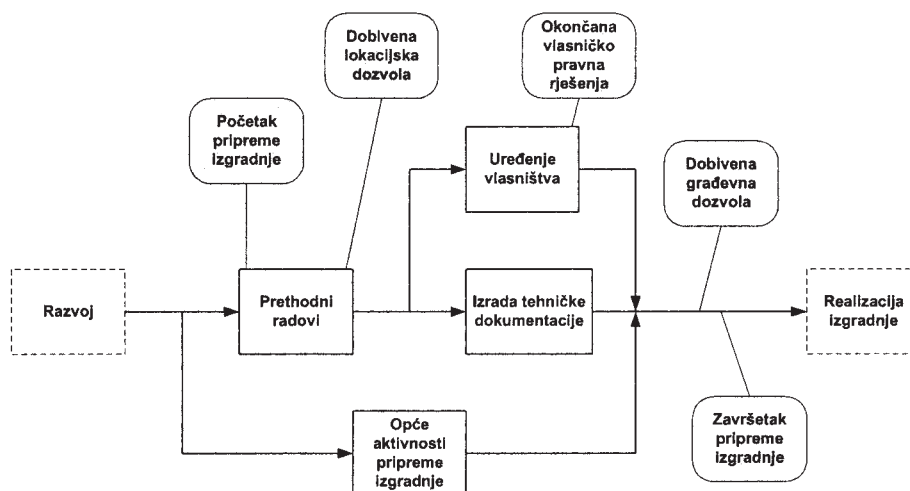 Dobivena
lokacijska
dozvola
Okončana
vlasničko
pravna
rješenja
Početak
pripreme
izgradnje
Uređenje
vlasništva
Dobivena
građevna
dozvola
Razvoj
Prethodni
radovi
Izrada tehničke
dokumentacije
Realizacija
izgradnje
Opće
aktivnosti
pripreme
izgradnje
Završetak
pripreme
izgradnje